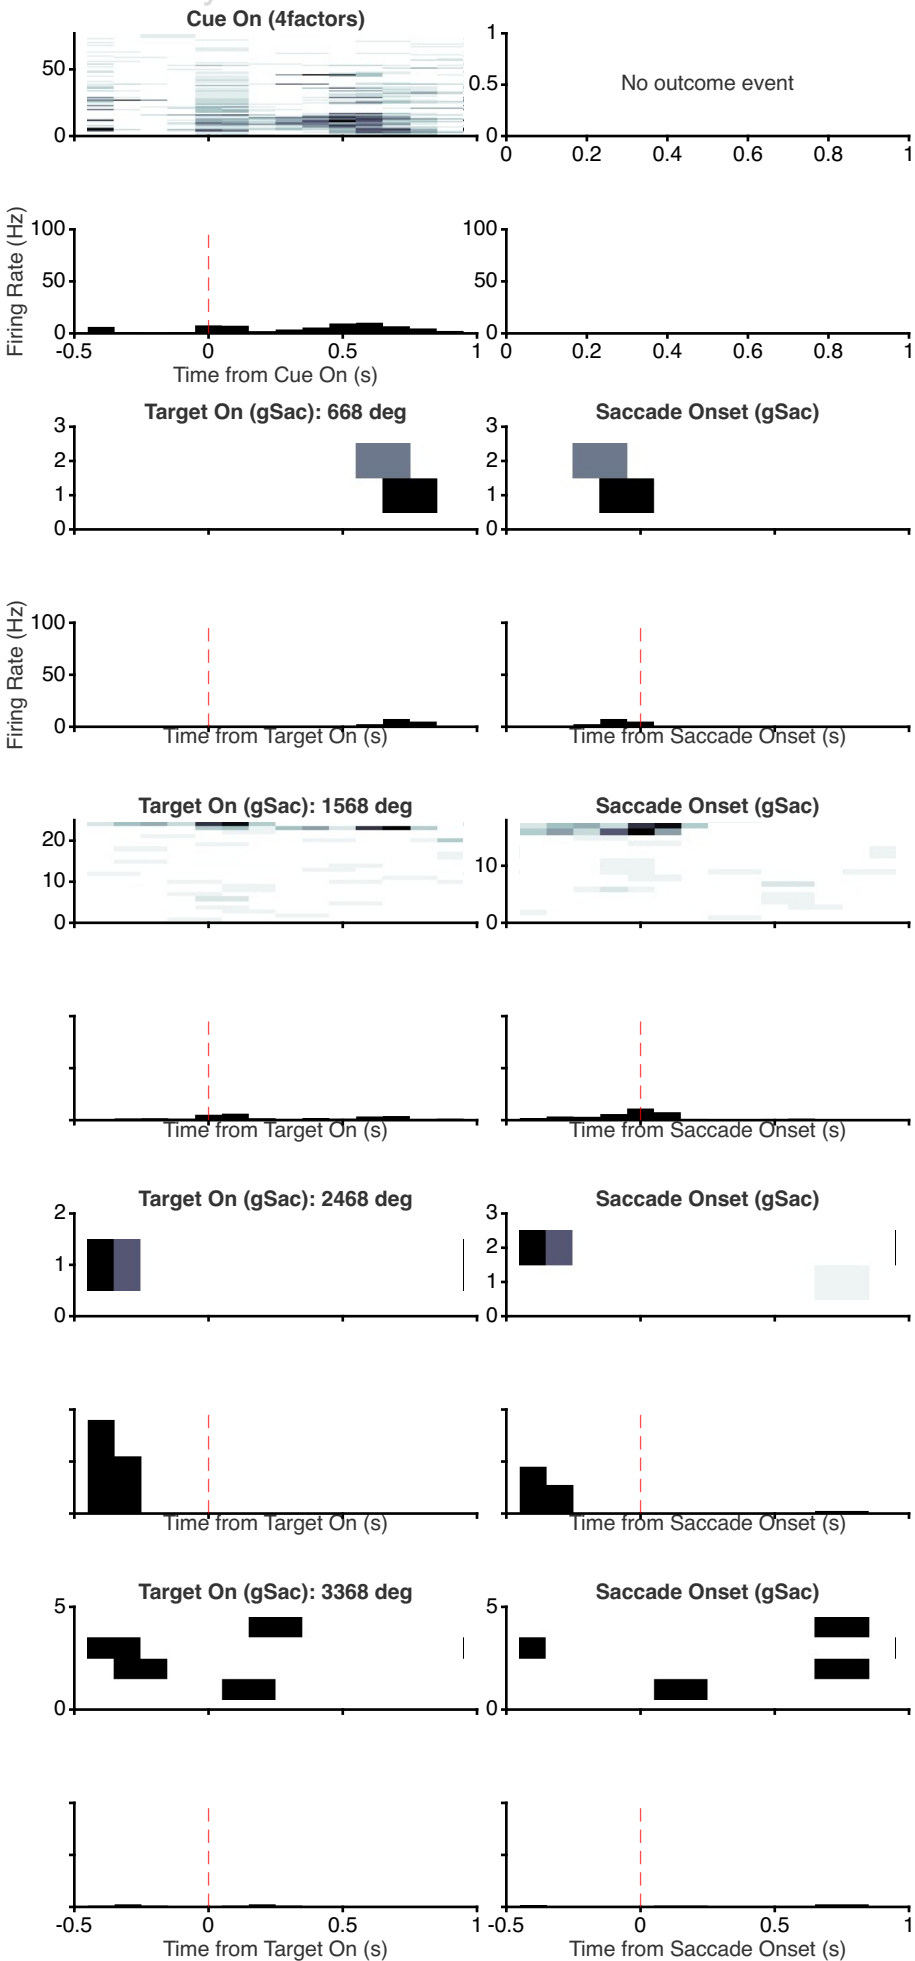 Cue On (4factors)
50
0
1
0.5
0
No outcome event
0 0.2 0.4 0.6 0.8 1
Firing Rate (Hz)
100
50
0
-0.5 0 0.5 1
Time from Cue On (s)
100
50
0
0 0.2 0.4 0.6 0.8 1
Target On (gSac): 668 deg
3
2
1
0
Saccade Onset (gSac)
3
2
1
0
Firing Rate (Hz)
100
50
0
Time from Target On (s)
Time from Saccade Onset (s)
Target On (gSac): 1568 deg
20
10
0
Saccade Onset (gSac)
10
0
Time from Target On (s)
Time from Saccade Onset (s)
Target On (gSac): 2468 deg
2
1
0
Saccade Onset (gSac)
3
2
1
0
Time from Target On (s)
Time from Saccade Onset (s)
Target On (gSac): 3368 deg
5
0
Saccade Onset (gSac)
5
0
-0.5 0 0.5 1
Time from Target On (s)
-0.5 0 0.5 1
Time from Saccade Onset (s)